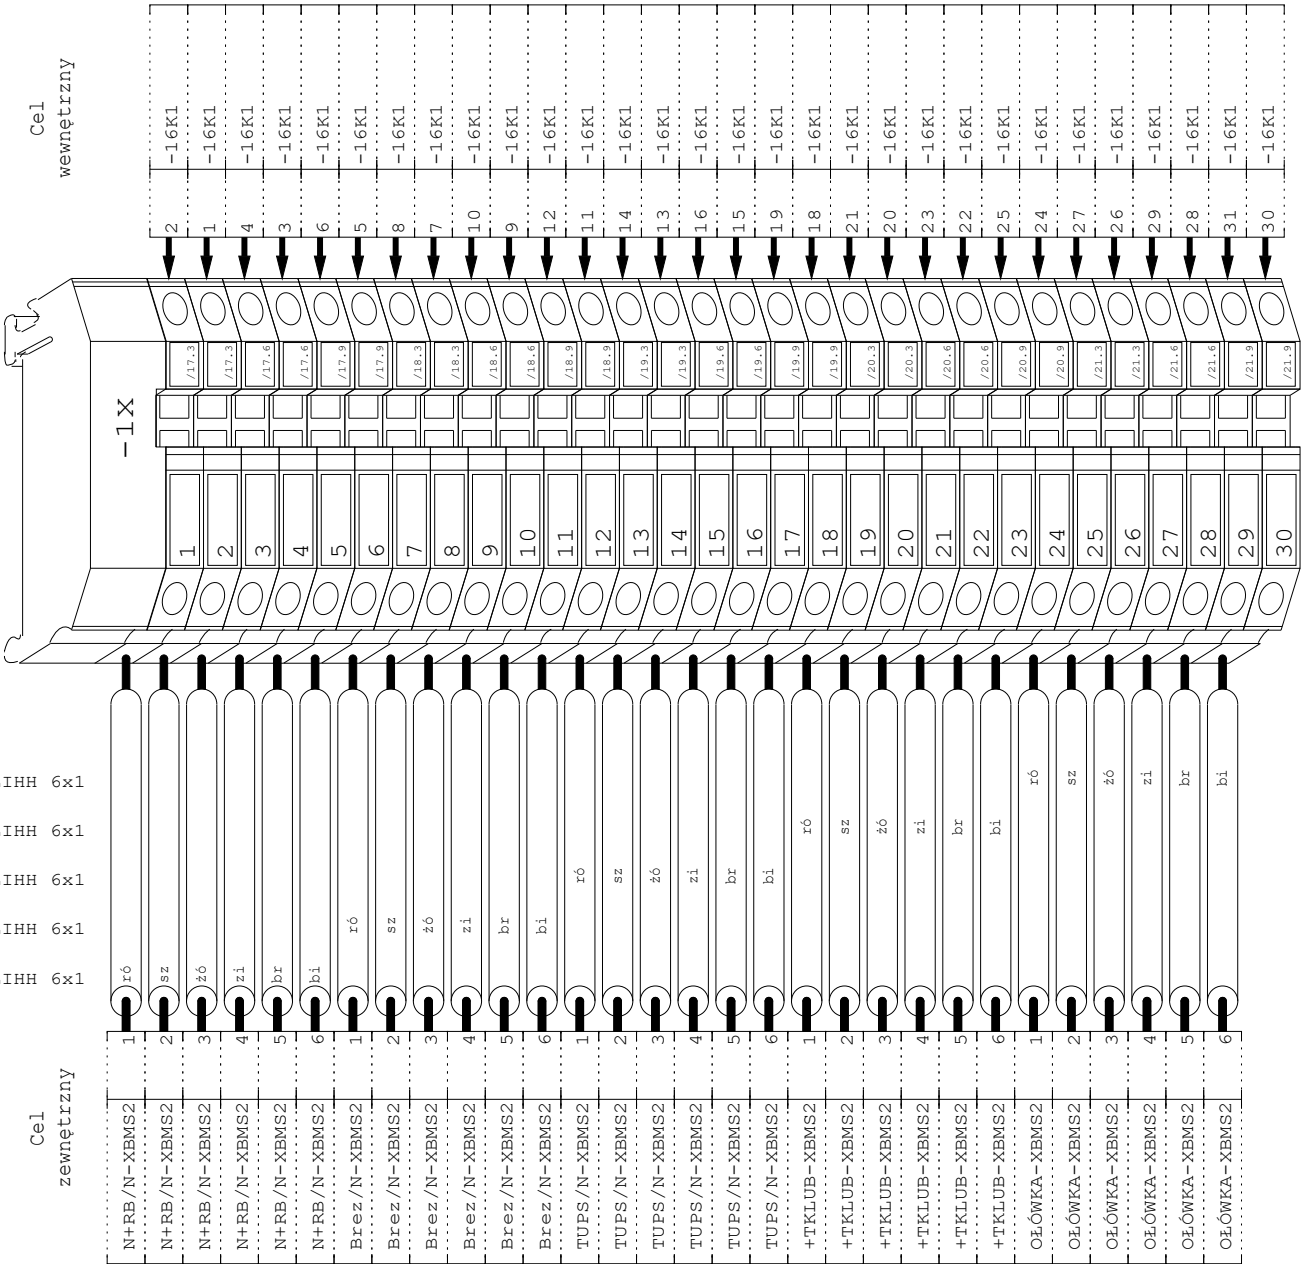 Cel
wewnętrzny
-16K1 -16K1 -16K1 -16K1 -16K1 -16K1 -16K1 -16K1 -16K1 -16K1 -16K1 -16K1 -16K1 -16K1 -16K1 -16K1 -16K1 -16K1 -16K1 -16K1 -16K1 -16K1 -16K1 -16K1 -16K1 -16K1 -16K1 -16K1 -16K1 -16K1
2 1 4 3 6 5 8 7 10 9 12 11 14 13 16 15 19 18 21 20 23 22 25 24 27 26 29 28 31 30
/17.3 /17.3 /17.6 /17.6 /17.9 /17.9 /18.3 /18.3 /18.6 /18.6 /18.9 /18.9 /19.3 /19.3 /19.6 /19.6 /19.9 /19.9 /20.3 /20.3 /20.6 /20.6 /20.9 /20.9 /21.3 /21.3 /21.6 /21.6 /21.9 /21.9
-1X
1 2 3 4 5 6 7 8 9 10 11 12 13 14 15 16 17 18 19 20 21 22 23 24 25 26 27 28 29 30
IHH 6x1 ró sz żó zi br bi
IHH 6x1 ró sz żó zi br bi
IHH 6x1 ró sz żó zi br bi
IHH 6x1 ró sz żó zi br bi
IHH 6x1 ró sz żó zi br bi
1 2 3 4 5 6 1 2 3 4 5 6 1 2 3 4 5 6 1 2 3 4 5 6 1 2 3 4 5 6
Cel
zewnętrzny
N+RB/N-XBMS2 N+RB/N-XBMS2 N+RB/N-XBMS2 N+RB/N-XBMS2 N+RB/N-XBMS2 N+RB/N-XBMS2 Brez/N-XBMS2 Brez/N-XBMS2 Brez/N-XBMS2 Brez/N-XBMS2 Brez/N-XBMS2 Brez/N-XBMS2 TUPS/N-XBMS2 TUPS/N-XBMS2 TUPS/N-XBMS2 TUPS/N-XBMS2 TUPS/N-XBMS2 TUPS/N-XBMS2 +TKLUB-XBMS2 +TKLUB-XBMS2 +TKLUB-XBMS2 +TKLUB-XBMS2 +TKLUB-XBMS2 +TKLUB-XBMS2 OŁÓWKA-XBMS2 OŁÓWKA-XBMS2 OŁÓWKA-XBMS2 OŁÓWKA-XBMS2 OŁÓWKA-XBMS2 OŁÓWKA-XBMS2